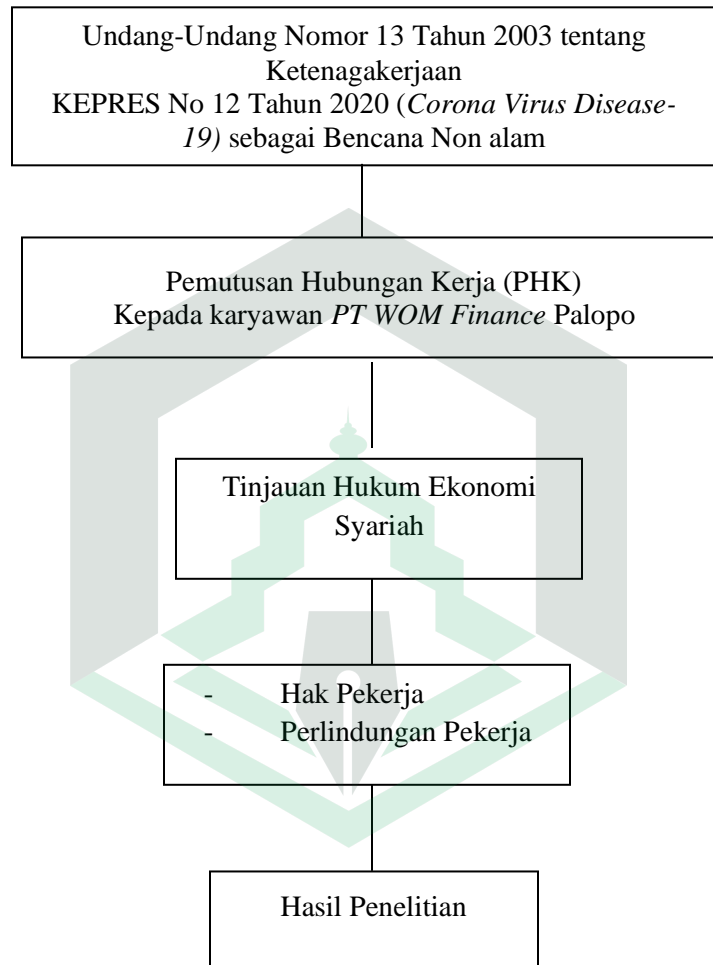 Undang-Undang Nomor 13 Tahun 2003 tentang
Ketenagakerjaan
KEPRES No 12 Tahun 2020 (Corona Virus Disease-
19) sebagai Bencana Non alam
Pemutusan Hubungan Kerja (PHK)
Kepada karyawan PT WOM Finance Palopo
Tinjauan Hukum Ekonomi
Syariah
- Hak Pekerja
- Perlindungan Pekerja
Hasil Penelitian